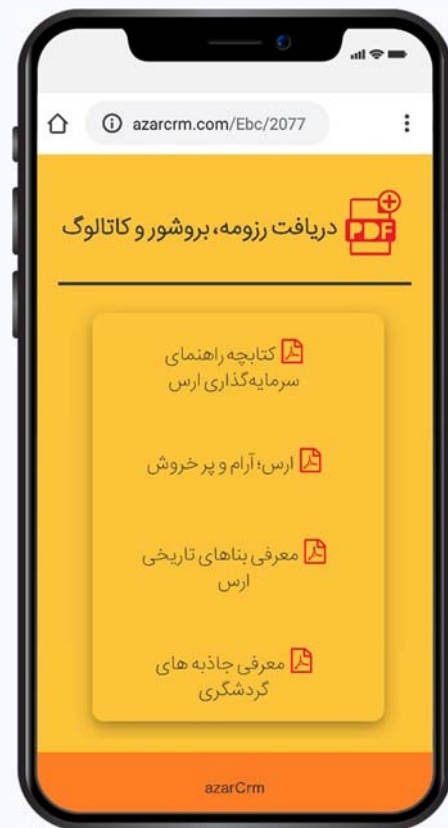 azarcrm.com/Ebc/2077
دریافت رزومه، بروشور و کاتالوگ
PDF
کتابچه راهنمای
سرمایه‌گذاری ارس
ارس؛ آرام و پر خروش
معرفی بناهای تاریخی
ارس
معرفی جاذبه های
گردشگری
azarCrm